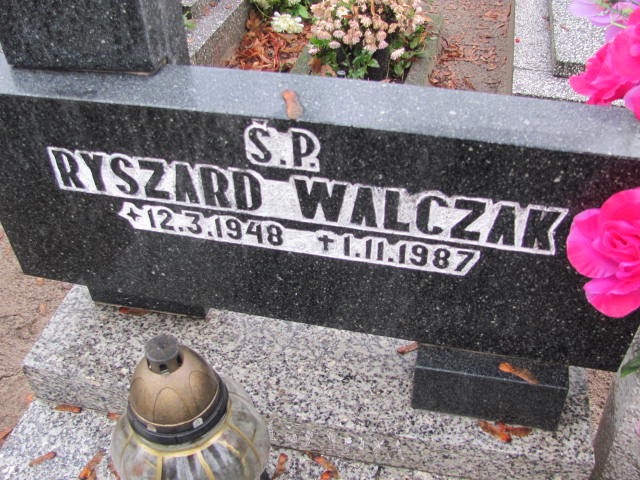 Ś.P.
RYSZARD WALCZAK
+12.3.1948 +1.11.1987